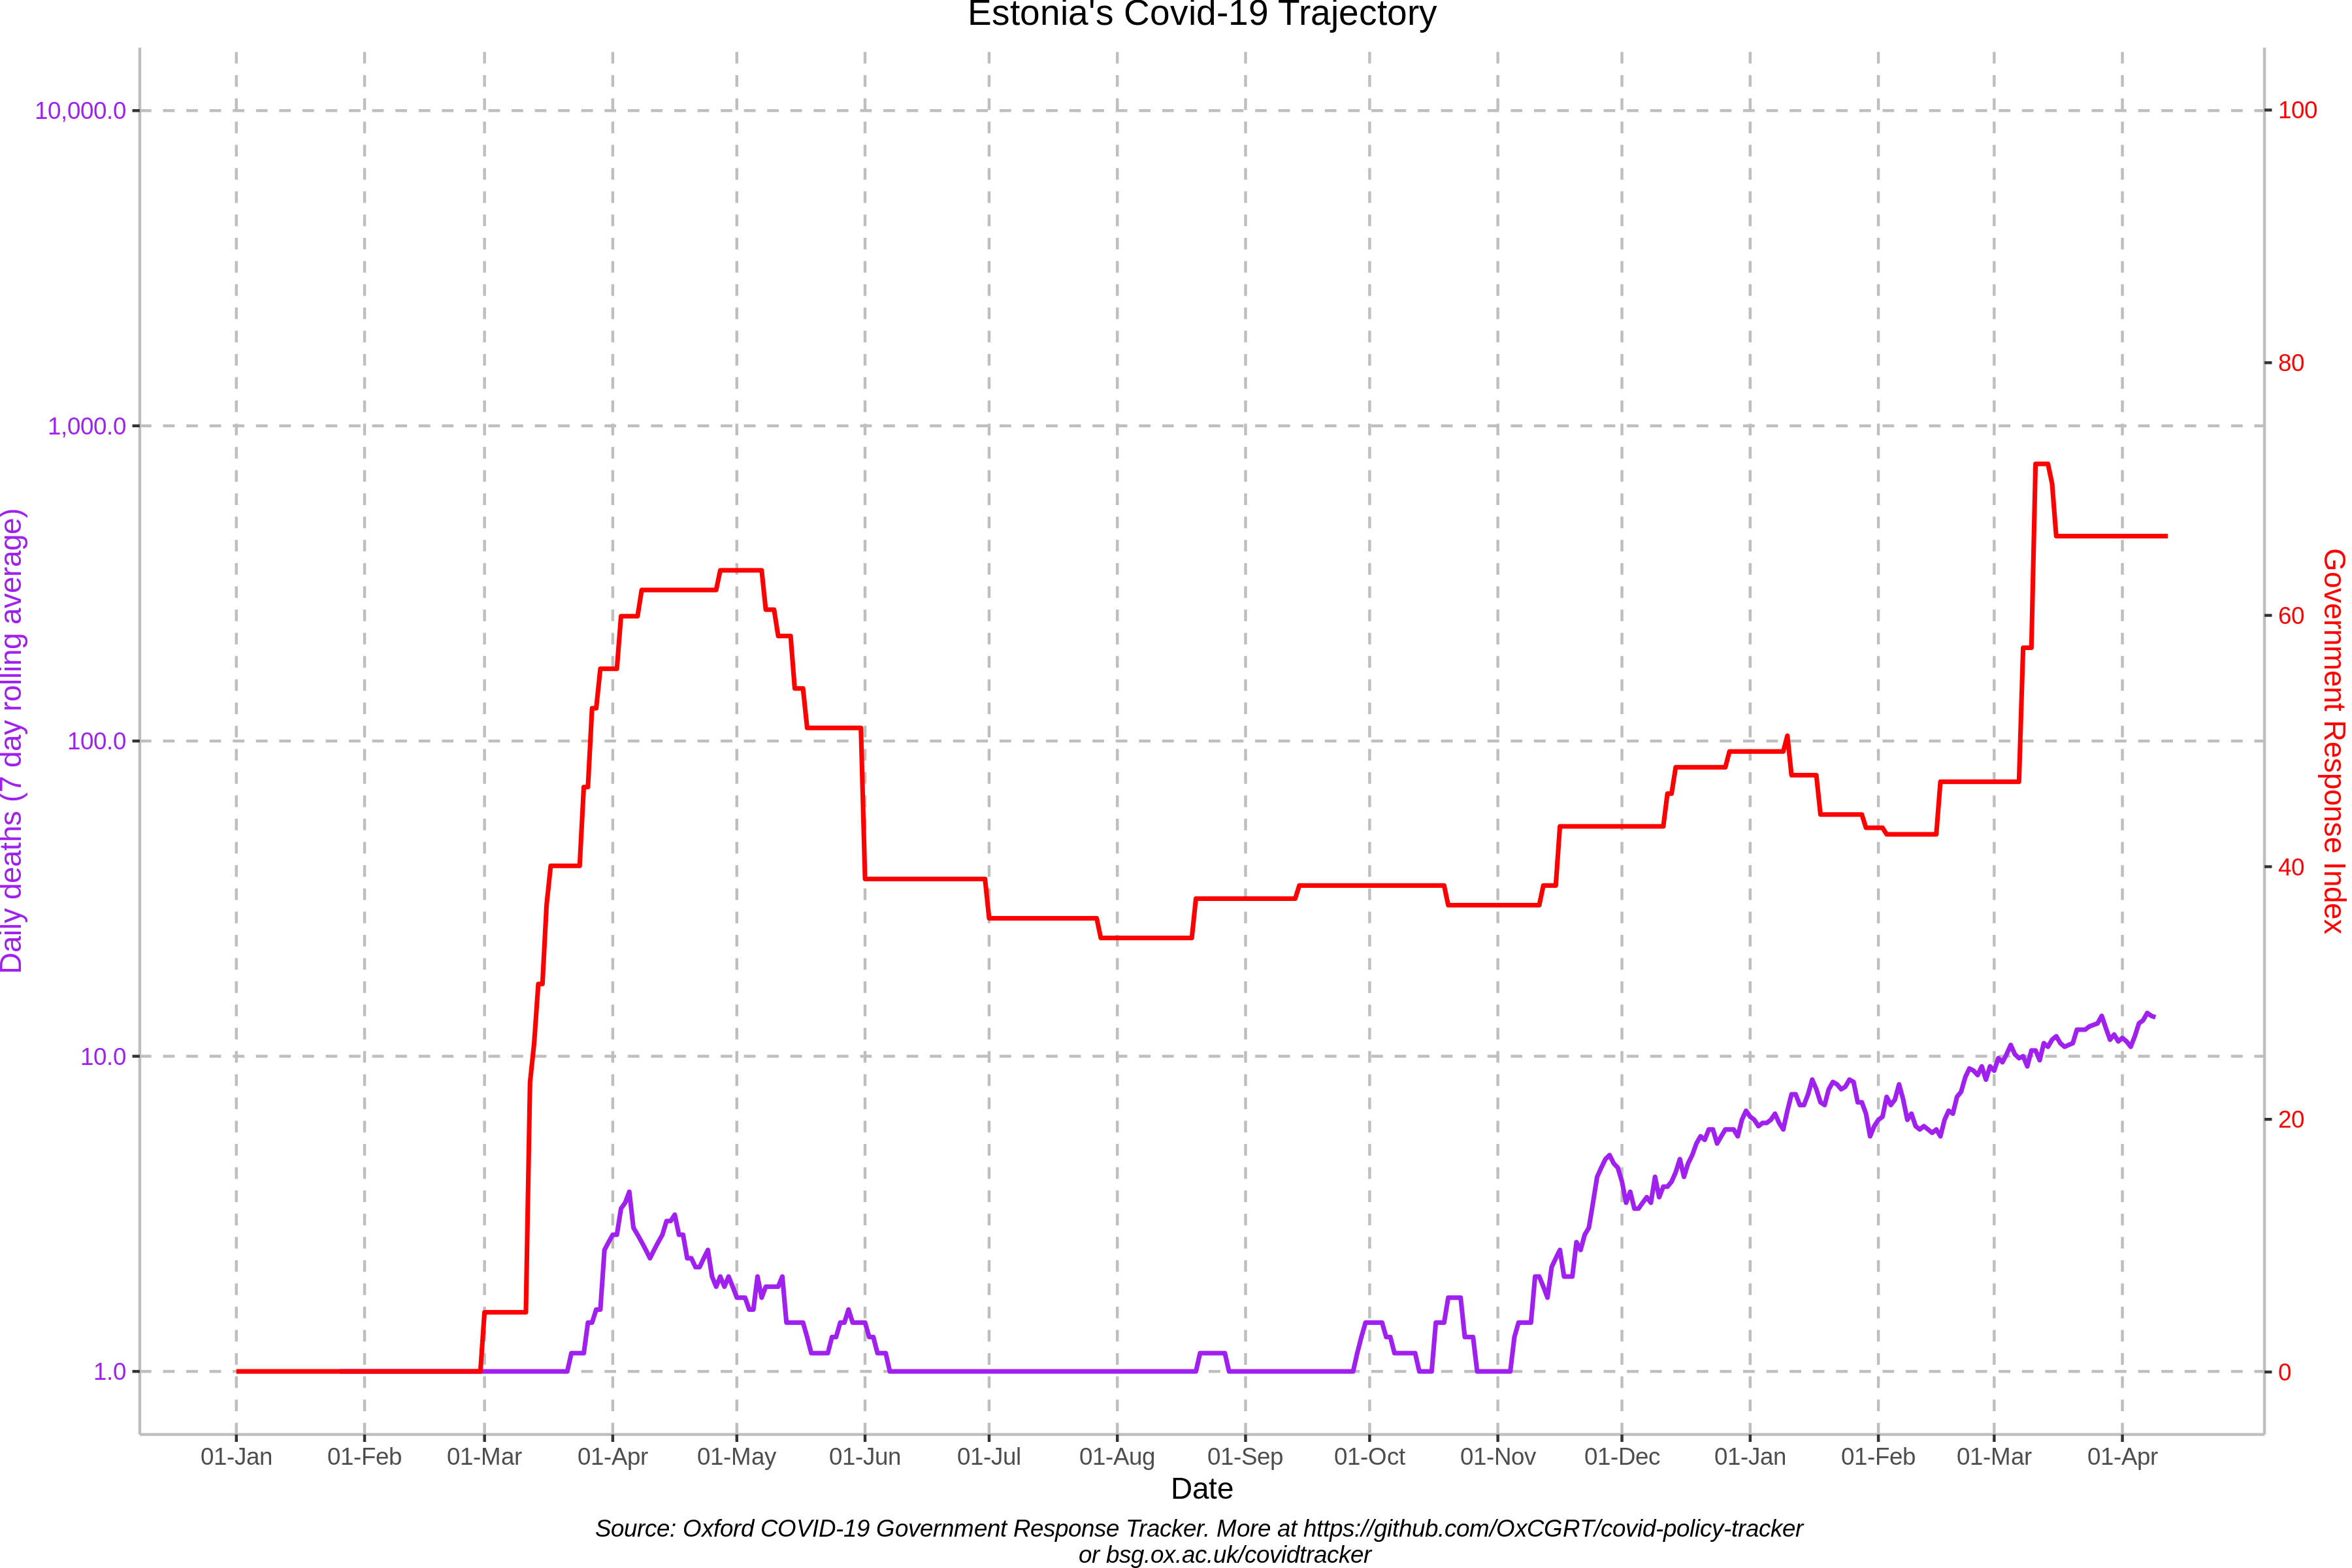 Estonia's Covid-19 Trajectory
10,000.0
1,000.0
100.0
10.0
1.0
Daily deaths (7 day rolling average)
100
80
60
40
20
0
Government Response Index
01-Jan 01-Feb 01-Mar 01-Apr 01-May 01-Jun 01-Jul 01-Aug 01-Sep 01-Oct 01-Nov 01-Dec 01-Jan 01-Feb 01-Mar 01-Apr
Date
Source: Oxford COVID-19 Government Response Tracker. More at https://github.com/OxCGRT/covid-policy-tracker
or bsg.ox.ac.uk/covidtracker